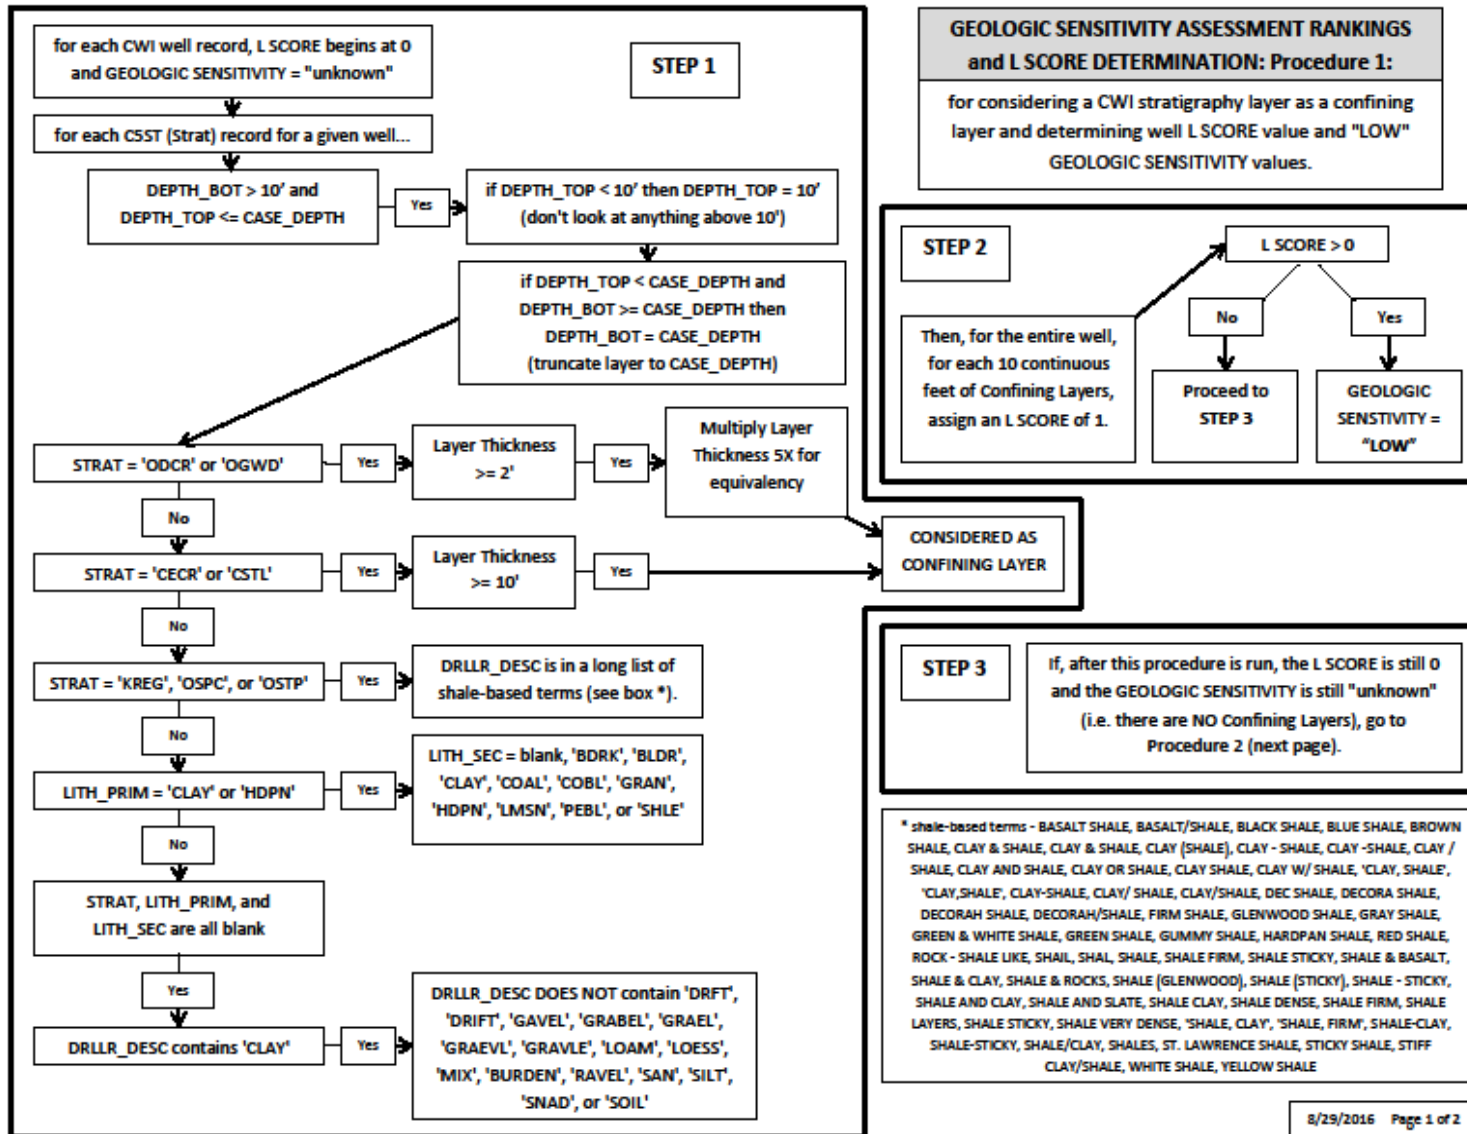 for each CWI well record, L SCORE begins at 0
and GEOLOGIC SENSITIVITY = "unknown"
STEP 1
for each C5ST (Strat) record for a given well...
DEPTH_BOT > 10' and
DEPTH_TOP <= CASE_DEPTH
Yes
if DEPTH_TOP < 10' then DEPTH_TOP = 10'
(don't look at anything above 10')
if DEPTH_TOP < CASE_DEPTH and
DEPTH_BOT >= CASE_DEPTH then
DEPTH_BOT = CASE_DEPTH
(truncate layer to CASE_DEPTH)
STRAT = 'ODCR' or 'OGWD'
Yes
Layer Thickness
>= 2'
Yes
Multiply Layer
Thickness 5X for
equivalency
No
STRAT = 'CECR' or 'CSTL'
Yes
Layer Thickness
>= 10'
Yes
CONSIDERED AS
CONFINING LAYER
No
STRAT = 'KREG', 'OSPC', or 'OSTP'
Yes
DRLLR_DESC is in a long list of
shale-based terms (see box *).
No
LITH_PRIM = 'CLAY' or 'HDPN'
Yes
LITH_SEC = blank, 'BDRK', 'BLDR',
'CLAY', 'COAL', 'COBL', 'GRAN',
'HDPN', 'LMSN', 'PEBL', or 'SHLE'
No
STRAT, LITH_PRIM, and
LITH_SEC are all blank
Yes
DRLLR_DESC contains 'CLAY'
Yes
DRLLR_DESC DOES NOT contain 'DRFT',
'DRIFT', 'GAVEL', 'GRABEL', 'GRAEL',
'GRAEVL', 'GRAVLE', 'LOAM', 'LOESS',
'MIX', 'BURDEN', 'RAVEL', 'SAN', 'SILT',
'SNAD', or 'SOIL'
GEOLOGIC SENSITIVITY ASSESSMENT RANKINGS
and L SCORE DETERMINATION: Procedure 1:
for considering a CWI stratigraphy layer as a confining
layer and determining well L SCORE value and "LOW"
GEOLOGIC SENSITIVITY values.
STEP 2
Then, for the entire well,
for each 10 continuous
feet of Confining Layers,
assign an L SCORE of 1.
L SCORE > 0
No
Yes
Proceed to
STEP 3
GEOLOGIC
SENSTIVITY =
“LOW”
STEP 3
If, after this procedure is run, the L SCORE is still 0
and the GEOLOGIC SENSITIVITY is still "unknown"
(i.e. there are NO Confining Layers), go to
Procedure 2 (next page).
* shale-based terms - BASALT SHALE, BASALT/SHALE, BLACK SHALE, BLUE SHALE, BROWN
SHALE, CLAY & SHALE, CLAY & SHALE, CLAY (SHALE), CLAY - SHALE, CLAY -SHALE, CLAY /
SHALE, CLAY AND SHALE, CLAY OR SHALE, CLAY SHALE, CLAY W/ SHALE, 'CLAY, SHALE',
'CLAY,SHALE', CLAY-SHALE, CLAY/ SHALE, CLAY/SHALE, DEC SHALE, DECORA SHALE,
DECORAH SHALE, DECORAH/SHALE, FIRM SHALE, GLENWOOD SHALE, GRAY SHALE,
GREEN & WHITE SHALE, GREEN SHALE, GUMMY SHALE, HARDPAN SHALE, RED SHALE,
ROCK - SHALE LIKE, SHAIL, SHAL, SHALE, SHALE FIRM, SHALE STICKY, SHALE & BASALT,
SHALE & CLAY, SHALE & ROCKS, SHALE (GLENWOOD), SHALE (STICKY), SHALE - STICKY,
SHALE AND CLAY, SHALE AND SLATE, SHALE CLAY, SHALE DENSE, SHALE FIRM, SHALE
LAYERS, SHALE STICKY, SHALE VERY DENSE, 'SHALE, CLAY', 'SHALE, FIRM', SHALE-CLAY,
SHALE-STICKY, SHALE/CLAY, SHALES, ST. LAWRENCE SHALE, STICKY SHALE, STIFF
CLAY/SHALE, WHITE SHALE, YELLOW SHALE
8/29/2016 Page 1 of 2